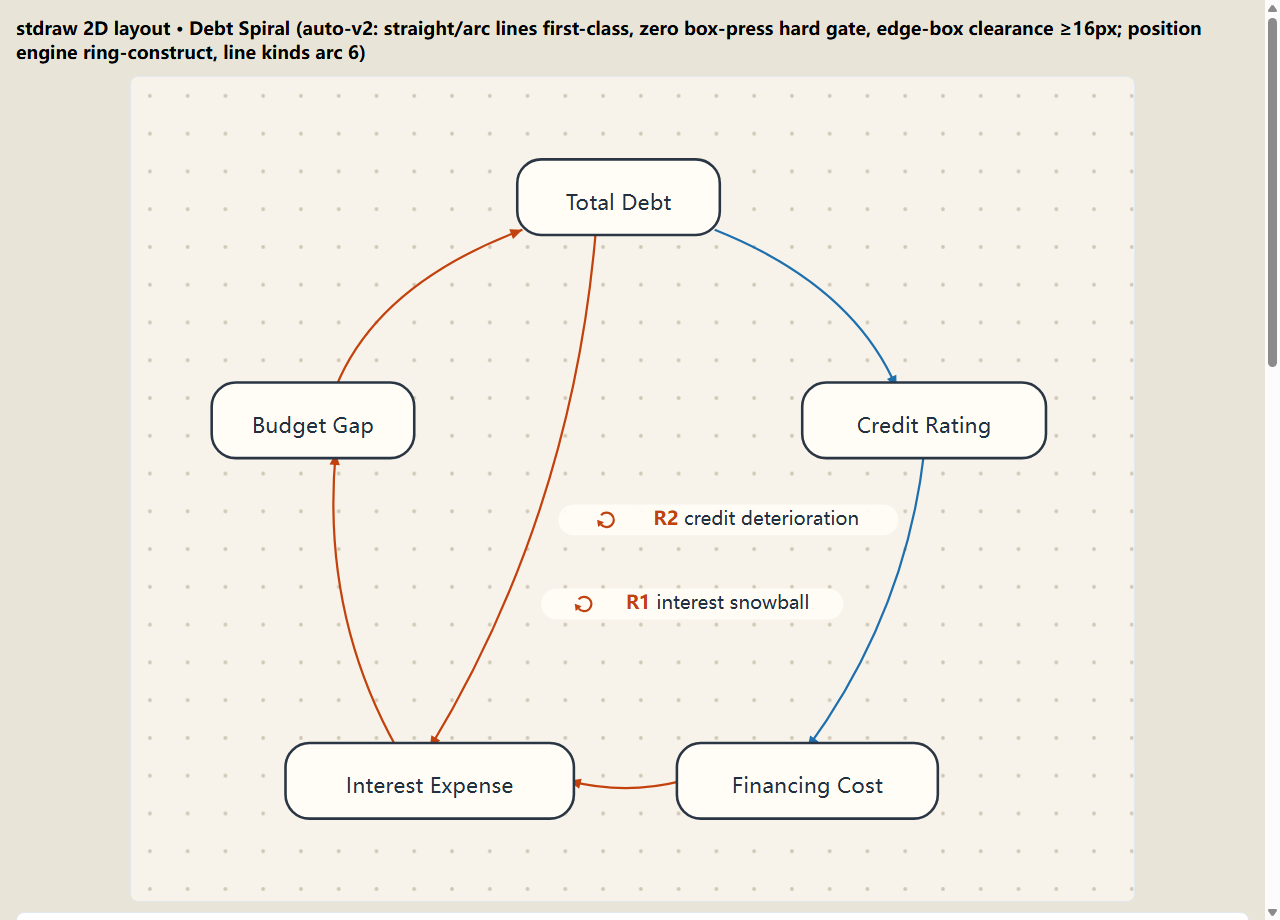 stdraw 2D layout • Debt Spiral (auto-v2: straight/arc lines first-class, zero box-press hard gate, edge-box clearance ≥16px; position
engine ring-construct, line kinds arc 6)
Total Debt
Budget Gap
Credit Rating
R2 credit deterioration
R1 interest snowball
Interest Expense
Financing Cost